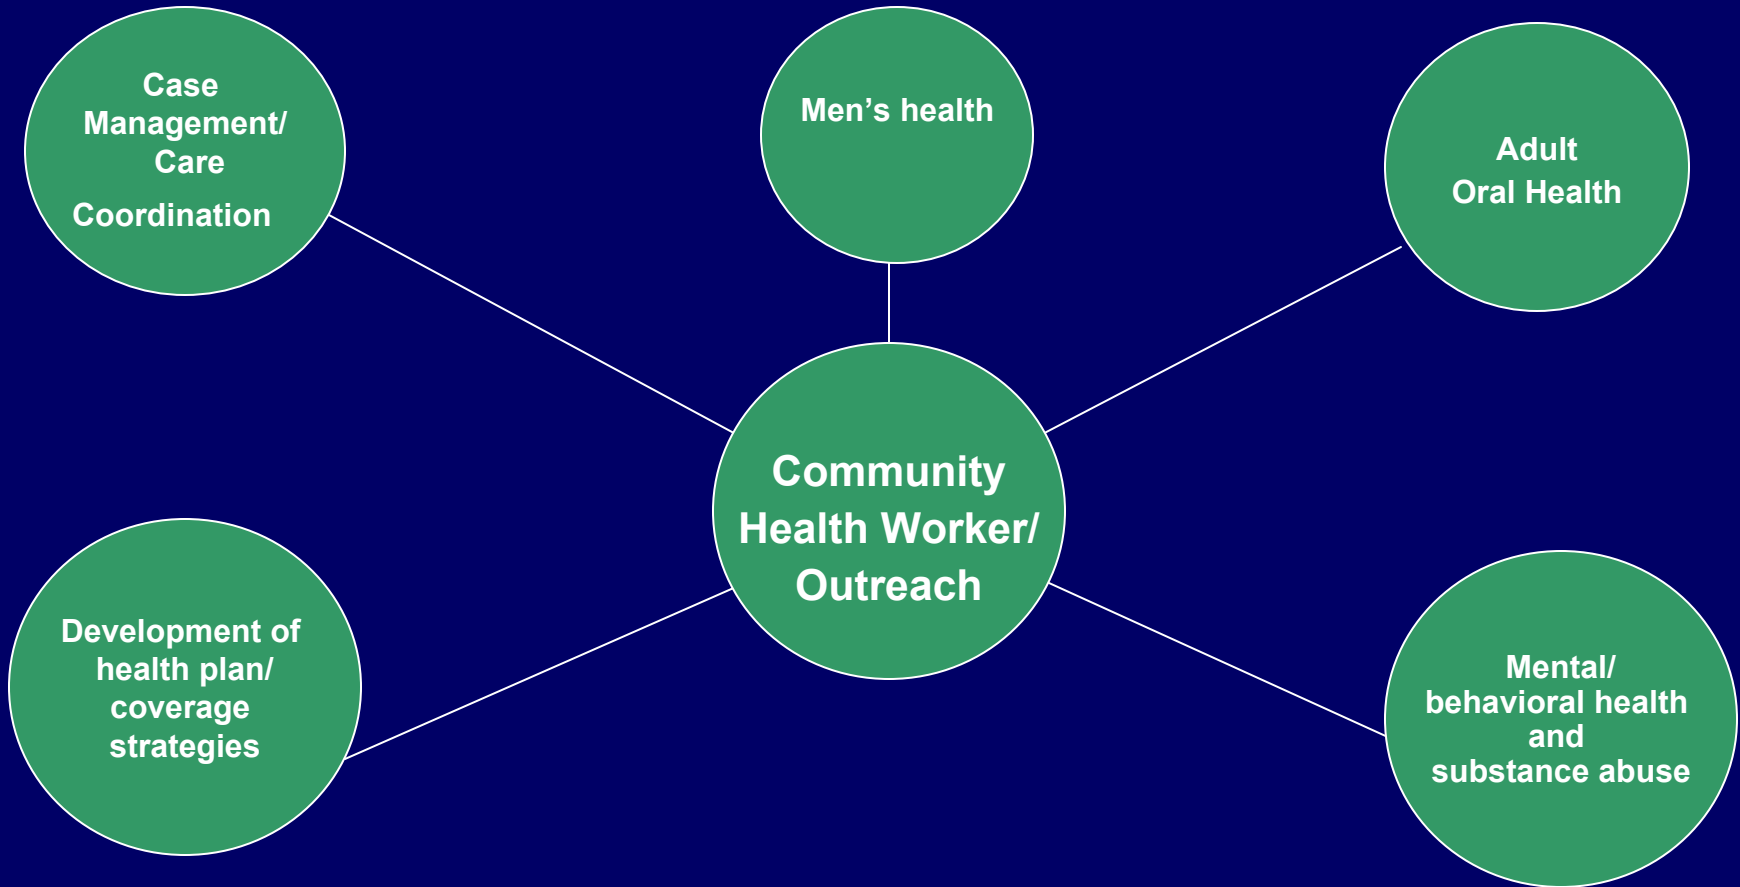 Case
Management/
Care
Coordination
Men’s health
Adult
Oral Health
Community
Health Worker/
Outreach
Development of
health plan/
coverage
strategies
Mental/
behavioral health
and
substance abuse